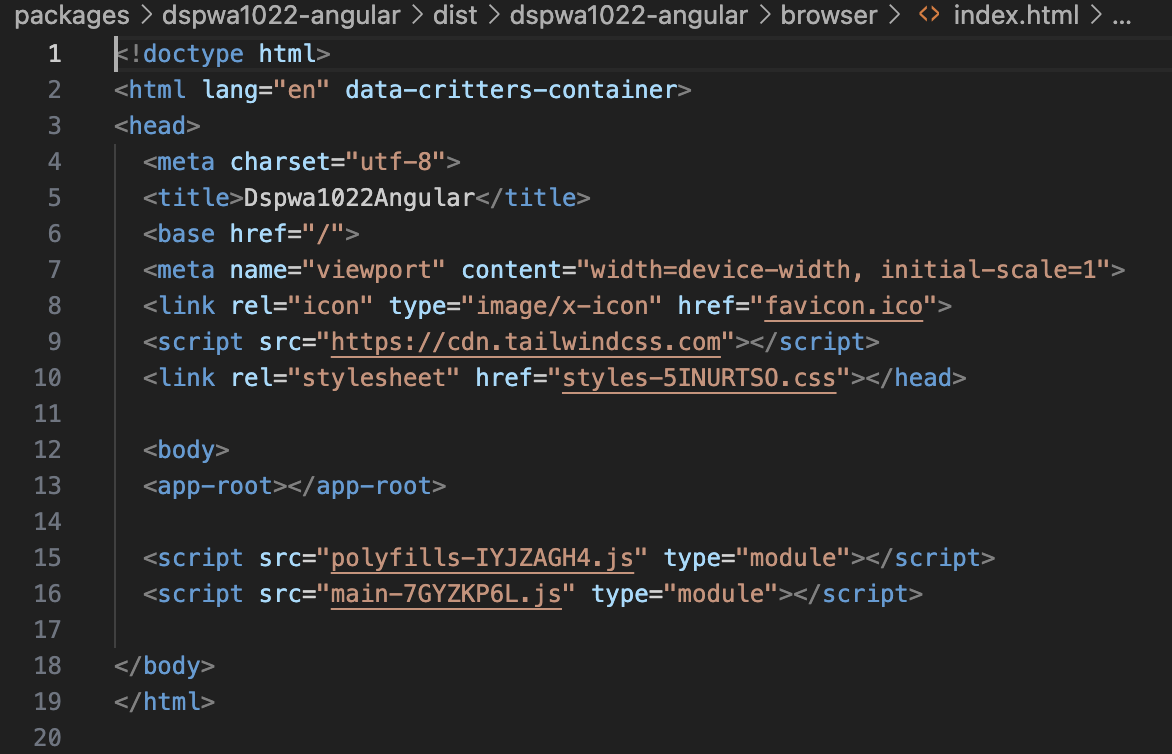 packages > dspwa1022-angular > dist > dspwa1022-angular > browser > <> index.html > ...
1 <!doctype html>
2 <html lang="en" data-critters-container>
3 <head>
4 <meta charset="utf-8">
5 <title>Dspwa1022Angular</title>
6 <base href="/">
7 <meta name="viewport" content="width=device-width, initial-scale=1">
8 <link rel="icon" type="image/x-icon" href="favicon.ico">
9 <script src="https://cdn.tailwindcss.com"></script>
10 <link rel="stylesheet" href="styles-5INURTSO.css"></head>
11
12 <body>
13 <app-root></app-root>
14
15 <script src="polyfills-IYJZAGH4.js" type="module"></script>
16 <script src="main-7GYZKP6L.js" type="module"></script>
17
18 </body>
19 </html>
20